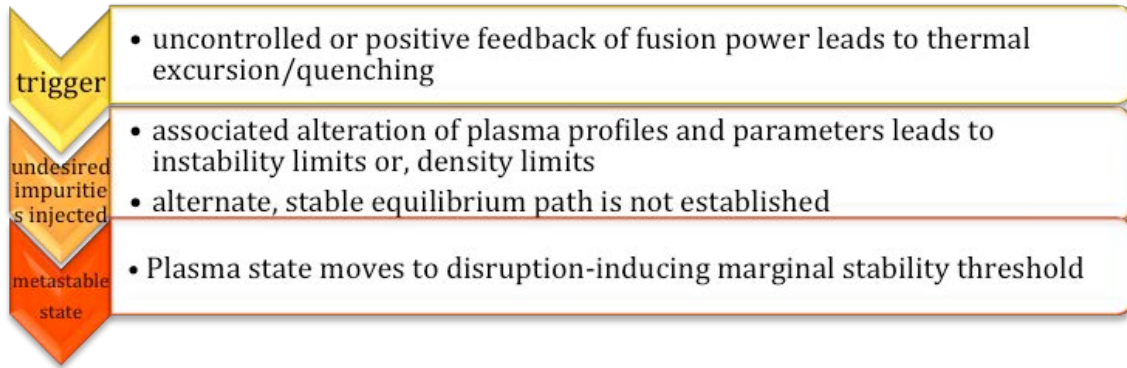 trigger
• uncontrolled or positive feedback of fusion power leads to thermal
excursion/quenching
undesired
impuritie
s injected
• associated alteration of plasma profiles and parameters leads to
instability limits or, density limits
• alternate, stable equilibrium path is not established
metastable
state
• Plasma state moves to disruption-inducing marginal stability threshold